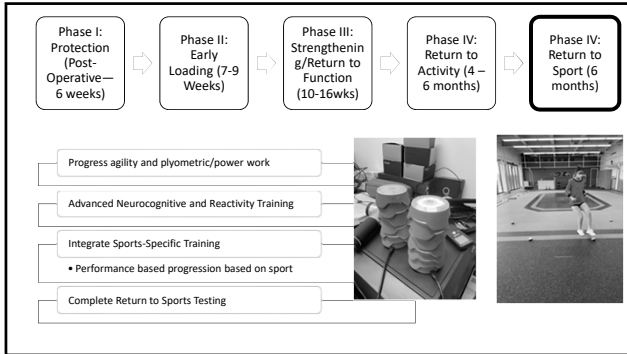 Phase I:
Protection
(Post-
Operative—
6 weeks)
Phase II:
Early
Loading (7-9
Weeks)
Phase III:
Strengthenin
g/Return to
Function
(10-16wks)
Phase IV:
Return to
Activity (4 –
6 months)
Phase IV:
Return to
Sport (6
months)
Progress agility and plyometric/power work
Advanced Neurocognitive and Reactivity Training
Integrate Sports-Specific Training
• Performance based progression based on sport
Complete Return to Sports Testing